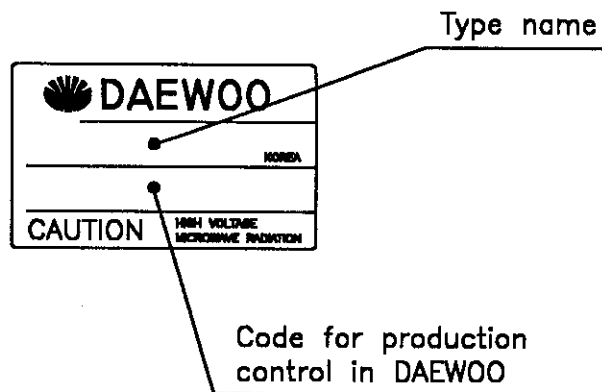 Type name
DAEWOO
KOREA
CAUTION
HIGH VOLTAGE
MICROWAVE RADIATION
Code for production
control in DAEWOO